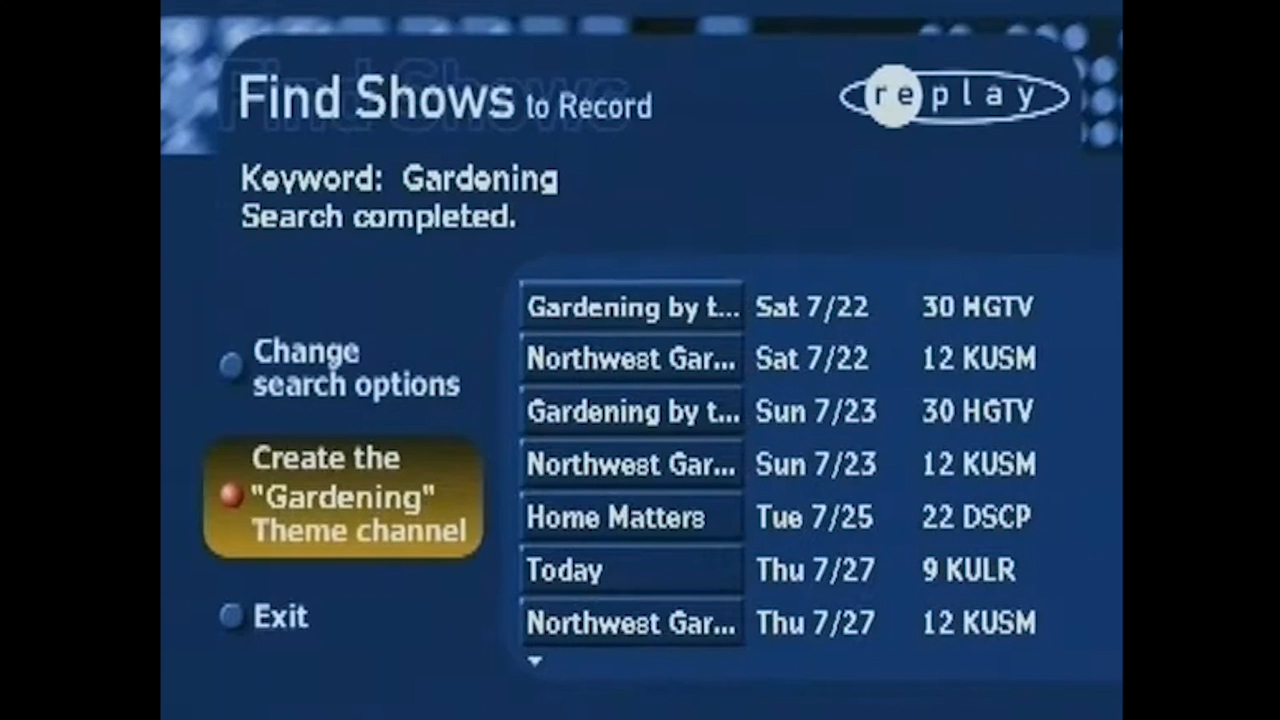 Find Shows to Record
replay
Keyword: Gardening
Search completed.
Change
search options
Create the
"Gardening"
Theme channel
Exit
Gardening by t... Sat 7/22 30 HGTV
Northwest Gar... Sat 7/22 12 KUSM
Gardening by t... Sun 7/23 30 HGTV
Northwest Gar... Sun 7/23 12 KUSM
Home Matters Tue 7/25 22 DSCP
Today Thu 7/27 9 KULR
Northwest Gar... Thu 7/27 12 KUSM